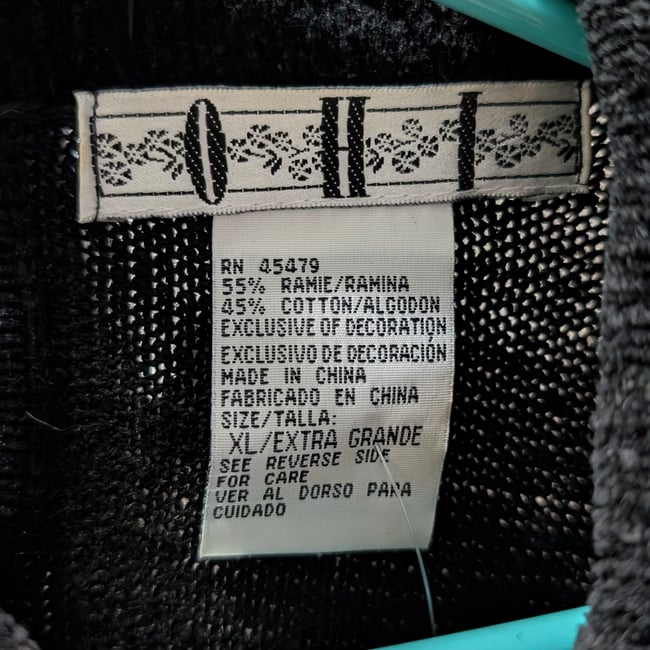 OHI
RN 45479
55% RAMIE/RAMINA
45% COTTON/ALGODON
EXCLUSIVE OF DECORATION
EXCLUSIVO DE DECORACIÓN
MADE IN CHINA
FABRICADO EN CHINA
SIZE/TALLA:
XL/EXTRA GRANDE
SEE REVERSE SIDE
FOR CARE
VER AL DORSO PARA
CUIDADO